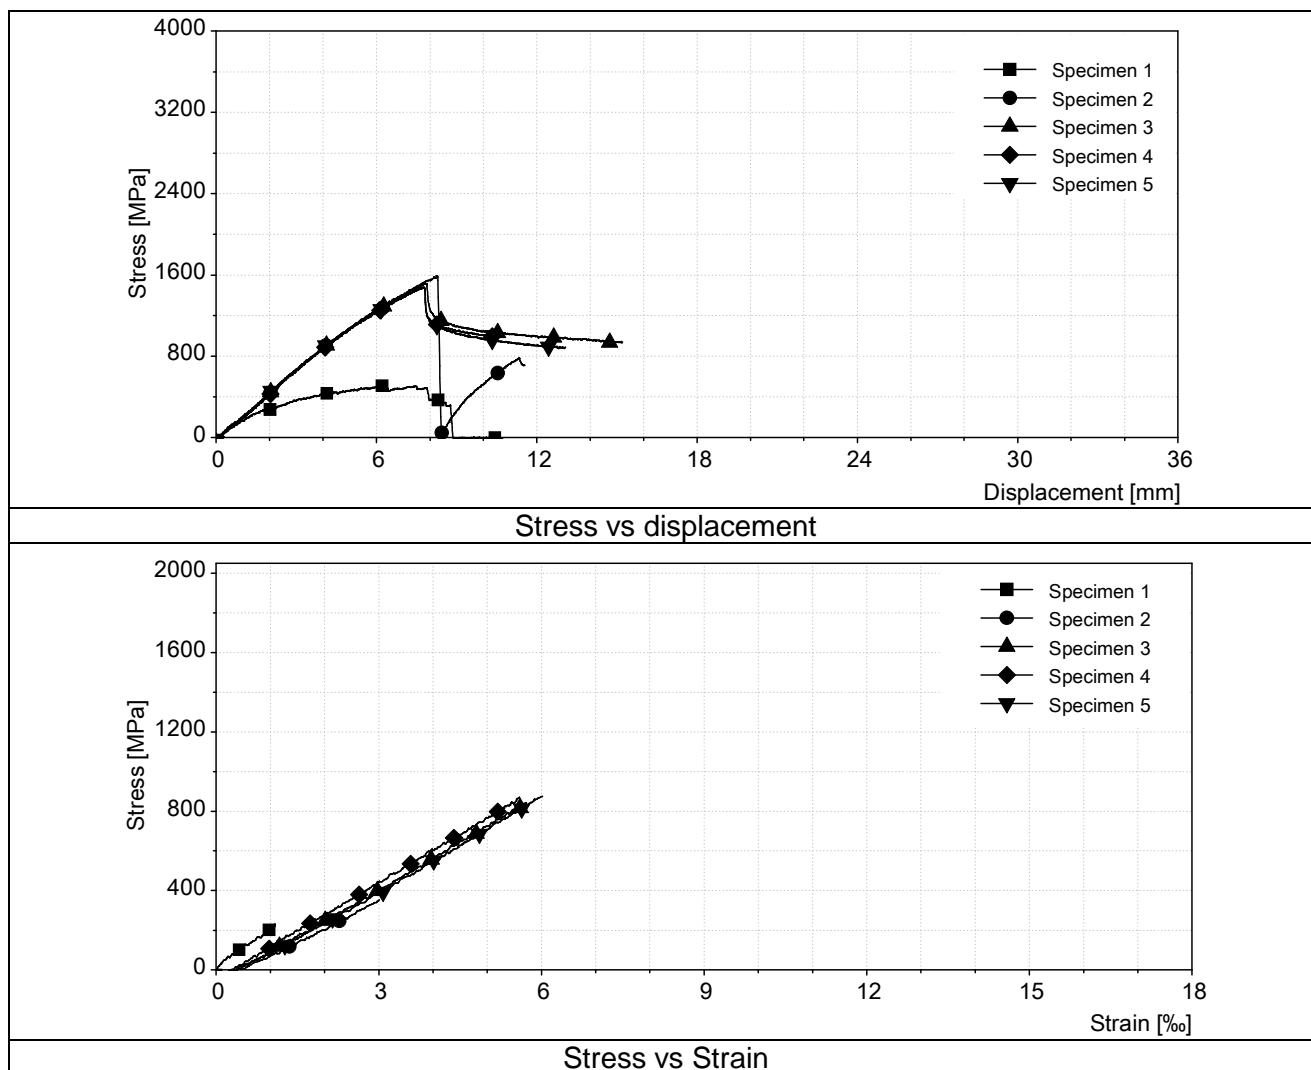 4000
3200
2400
1600
800
0
Stress [MPa]
Specimen 1
Specimen 2
Specimen 3
Specimen 4
Specimen 5
0 6 12 18 24 30 36
Displacement [mm]
Stress vs displacement
2000
1600
1200
800
400
0
Stress [MPa]
Specimen 1
Specimen 2
Specimen 3
Specimen 4
Specimen 5
0 3 6 9 12 15 18
Strain [‰]
Stress vs Strain